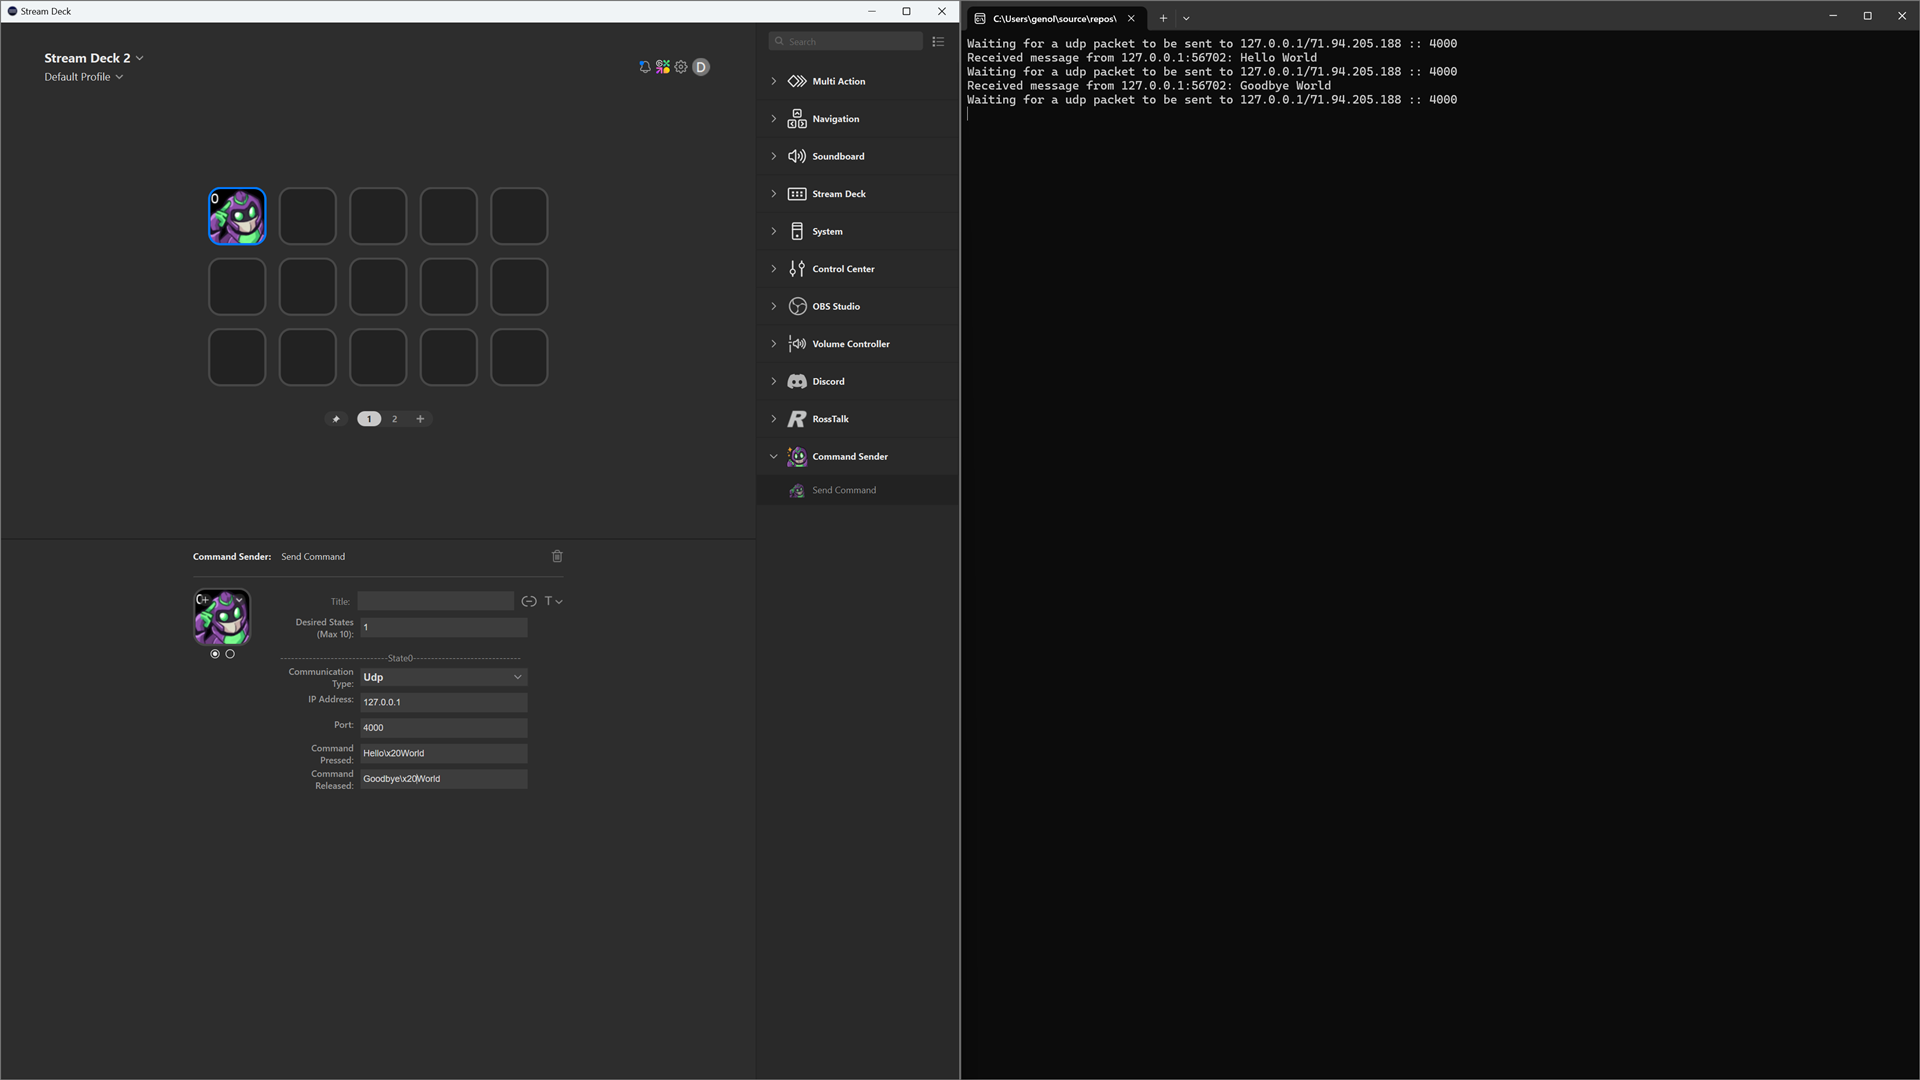 Stream Deck
Stream Deck 2
Default Profile
D
0
1
2
Search
Multi Action
Navigation
Soundboard
Stream Deck
System
Control Center
OBS Studio
Volume Controller
Discord
RossTalk
Command Sender
Send Command
Command Sender: Send Command
Title:
T
Desired States
(Max 10):
1
--------------------------State0--------------------------
Communication
Type:
Udp
IP Address:
127.0.0.1
Port:
4000
Command
Pressed:
Hello\x20World
Command
Released:
Goodbye\x20World
C:\Users\genol\source\repos\
Waiting for a udp packet to be sent to 127.0.0.1/71.94.205.188 :: 4000
Received message from 127.0.0.1:56702: Hello World
Waiting for a udp packet to be sent to 127.0.0.1/71.94.205.188 :: 4000
Received message from 127.0.0.1:56702: Goodbye World
Waiting for a udp packet to be sent to 127.0.0.1/71.94.205.188 :: 4000